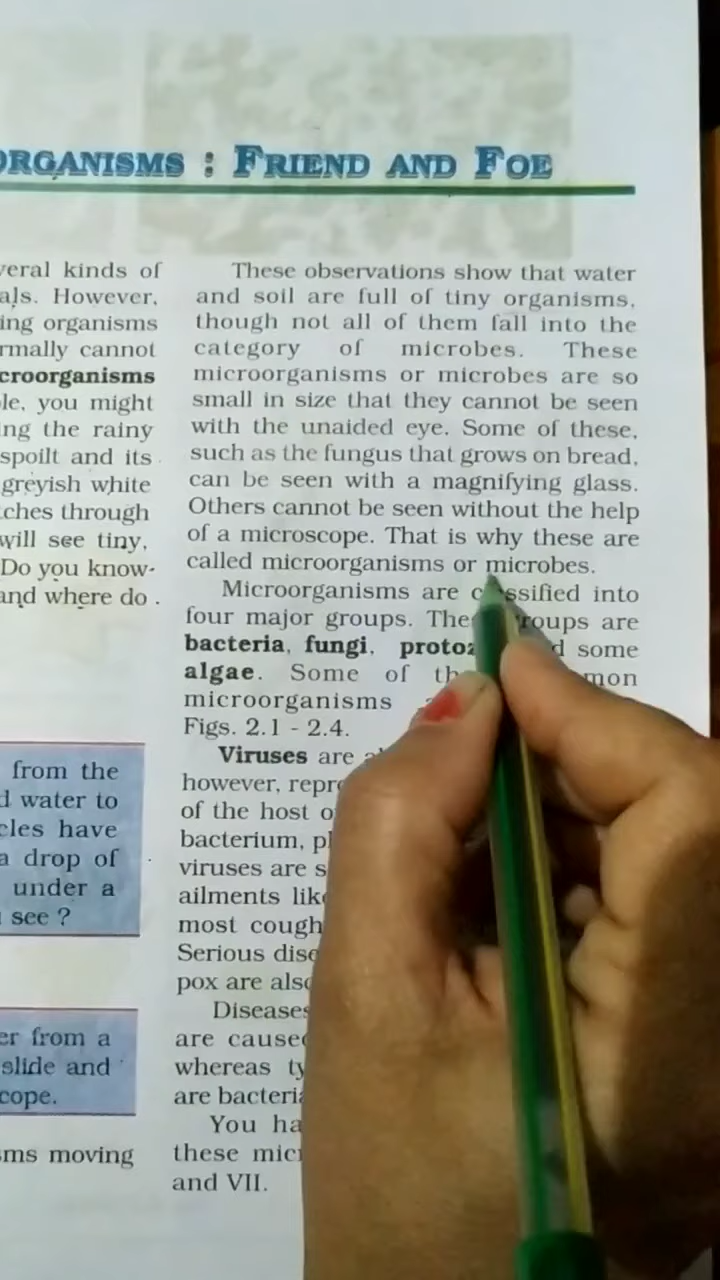 ORGANISMS : FRIEND AND FOE
veral kinds of
als. However,
ing organisms
rmally cannot
croorganisms
le, you might
ing the rainy
spoilt and its
greyish white
ches through
will see tiny,
Do you know-
and where do .
from the
d water to
cles have
a drop of
under a
see ?
er from a
slide and
cope.
sms moving
These observations show that water
and soil are full of tiny organisms,
though not all of them fall into the
category of microbes. These
microorganisms or microbes are so
small in size that they cannot be seen
with the unaided eye. Some of these,
such as the fungus that grows on bread,
can be seen with a magnifying glass.
Others cannot be seen without the help
of a microscope. That is why these are
called microorganisms or microbes.
Microorganisms are c ssified into
four major groups. The roups are
bacteria, fungi, protoz d some
algae. Some of th mon
microorganisms
Figs. 2.1 - 2.4.
Viruses are al
however, repr
of the host o
bacterium, pl
viruses are s
ailments lik
most cough
Serious dise
pox are also
Diseases
are cause
whereas ty
are bacteria
You ha
these mic
and VII.